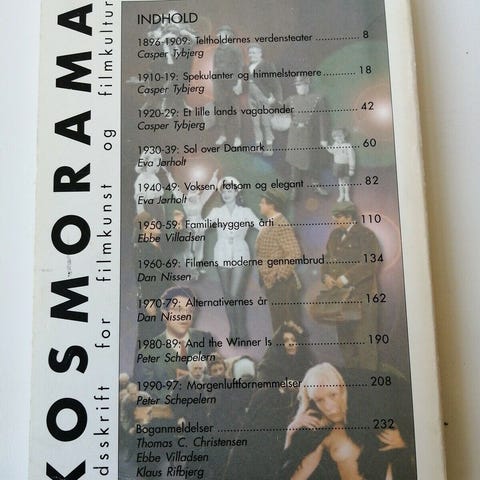 KOSMORAMA
dsskrift for filmkunst og filmkultur
INDHOLD
1896-1909: Teltholdernes verdensteater ............... 8
Casper Tybjerg
1910-19: Spekulanter og himmelstormere ........... 18
Casper Tybjerg
1920-29: Et lille lands vagabonder ................... 42
Casper Tybjerg
1930-39: Sol over Danmark ......................... 60
Eva Jørholt
1940-49: Voksen, følsom og elegant ............... 82
Eva Jørholt
1950-59: Familiehyggens årti ........................ 110
Ebbe Villadsen
1960-69: Filmens moderne gennembrud ........... 134
Dan Nissen
1970-79: Alternativernes år ........................... 162
Dan Nissen
1980-89: And the Winner Is ... ........................ 190
Peter Schepelern
1990-97: Morgenluftfornemmelser ................. 208
Peter Schepelern
Boganmeldelser ........................................ 232
Thomas C. Christensen
Ebbe Villadsen
Klaus Rifbjerg